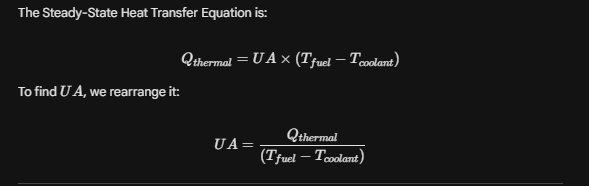 The Steady-State Heat Transfer Equation is:
Q_thermal = UA × (T_fuel − T_coolant)
To find UA, we rearrange it:
UA = Q_thermal / (T_fuel − T_coolant)